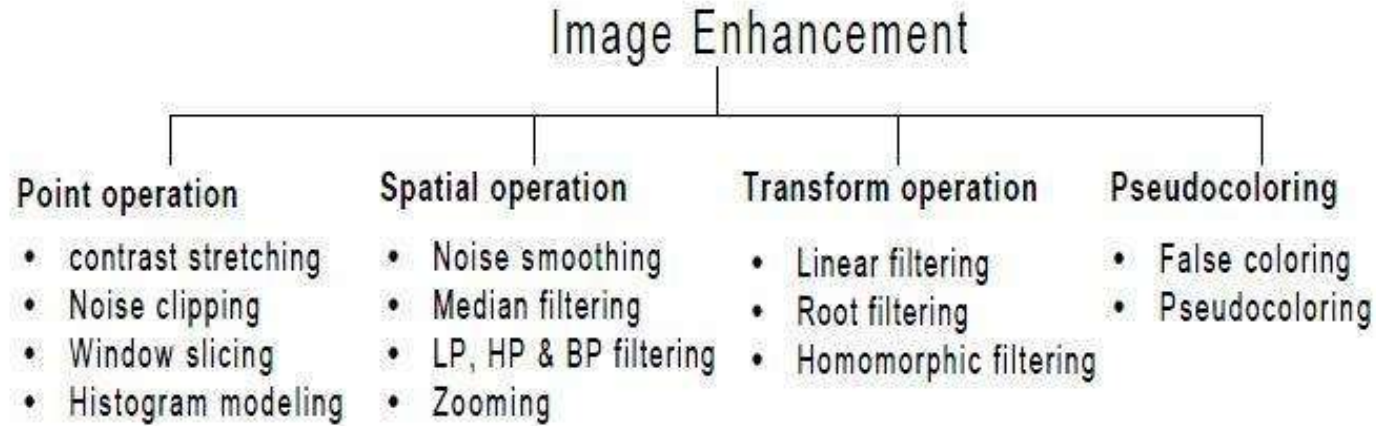 Image Enhancement
Point operation
• contrast stretching
• Noise clipping
• Window slicing
• Histogram modeling
Spatial operation
• Noise smoothing
• Median filtering
• LP, HP & BP filtering
• Zooming
Transform operation
• Linear filtering
• Root filtering
• Homomorphic filtering
Pseudocoloring
• False coloring
• Pseudocoloring